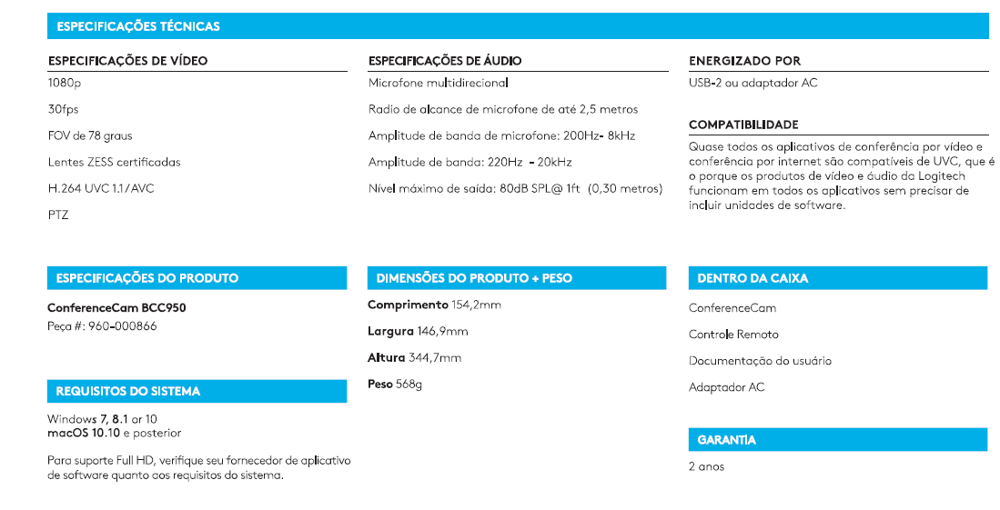 ESPECIFICAÇÕES TÉCNICAS
ESPECIFICAÇÕES DE VÍDEO
1080p
30fps
FOV de 78 graus
Lentes ZESS certificadas
H.264 UVC 1.1/AVC
PTZ
ESPECIFICAÇÕES DE ÁUDIO
Microfone multidirecional
Radio de alcance de microfone de até 2,5 metros
Amplitude de banda de microfone: 200Hz- 8kHz
Amplitude de banda: 220Hz - 20kHz
Nível máximo de saída: 80dB SPL@ 1ft (0,30 metros)
ENERGIZADO POR
USB-2 ou adaptador AC
COMPATIBILIDADE
Quase todos os aplicativos de conferência por vídeo e
conferência por internet são compatíveis de UVC, que é
o porque os produtos de vídeo e áudio da Logitech
funcionam em todos os aplicativos sem precisar de
incluir unidades de software.
ESPECIFICAÇÕES DO PRODUTO
ConferenceCam BCC950
Peça #: 960-000866
REQUISITOS DO SISTEMA
Windows 7, 8.1 or 10
macOS 10.10 e posterior
Para suporte Full HD, verifique seu fornecedor de aplicativo
de software quanto aos requisitos do sistema.
DIMENSÕES DO PRODUTO + PESO
Comprimento 154,2mm
Largura 146,9mm
Altura 344,7mm
Peso 568g
DENTRO DA CAIXA
ConferenceCam
Controle Remoto
Documentação do usuário
Adaptador AC
GARANTIA
2 anos